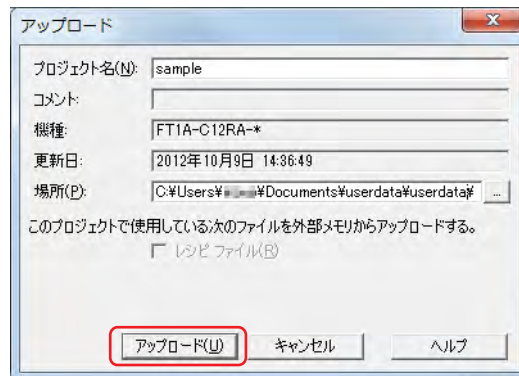 アップロード
プロジェクト名(N): sample
コメント:
機種: FT1A-C12RA-*
更新日: 2012年10月9日 14:36:49
場所(P): C:¥Users¥ ¥Documents¥userdata¥userdata¥ ...
このプロジェクトで使用している次のファイルを外部メモリからアップロードする。
レシピ ファイル(R)
アップロード(U) キャンセル ヘルプ